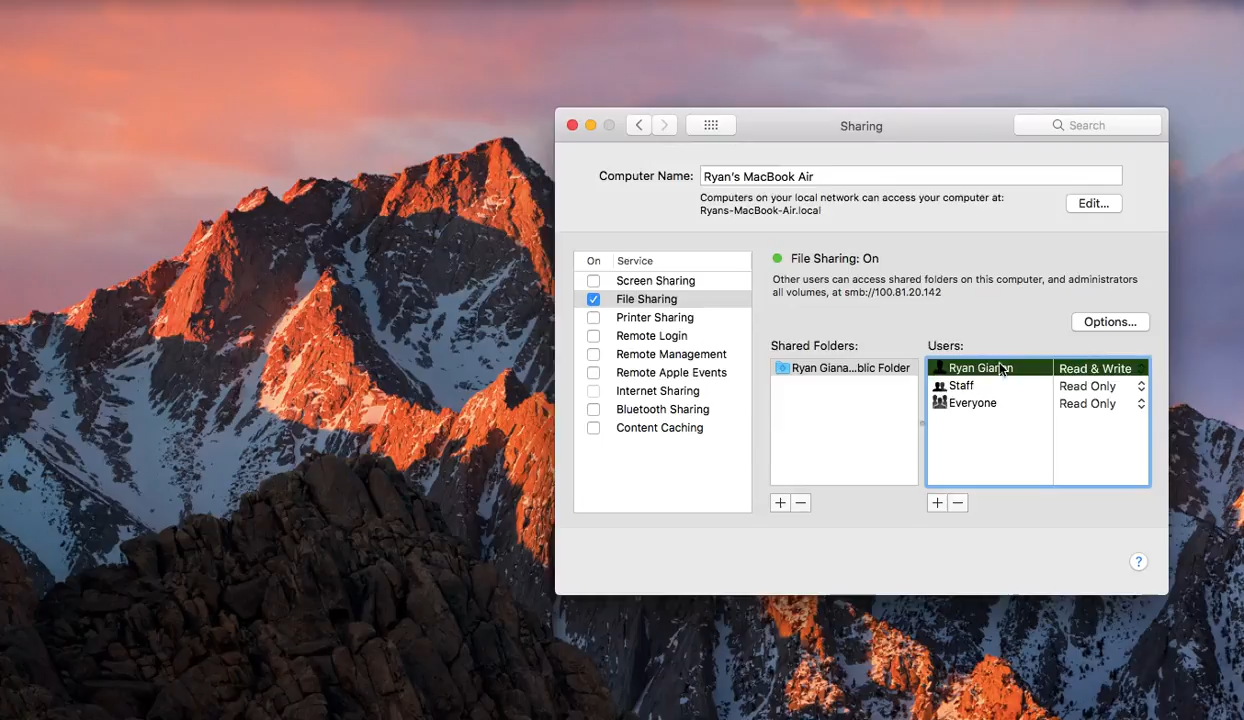 Sharing
Search
Computer Name: Ryan's MacBook Air
Computers on your local network can access your computer at:
Ryans-MacBook-Air.local
Edit...
On Service
Screen Sharing
File Sharing
Printer Sharing
Remote Login
Remote Management
Remote Apple Events
Internet Sharing
Bluetooth Sharing
Content Caching
File Sharing: On
Other users can access shared folders on this computer, and administrators
all volumes, at smb://100.81.20.142
Options...
Shared Folders:
Ryan Giana...blic Folder
Users:
Ryan Read & Write
Staff Read Only
Everyone Read Only
+ − + −
?